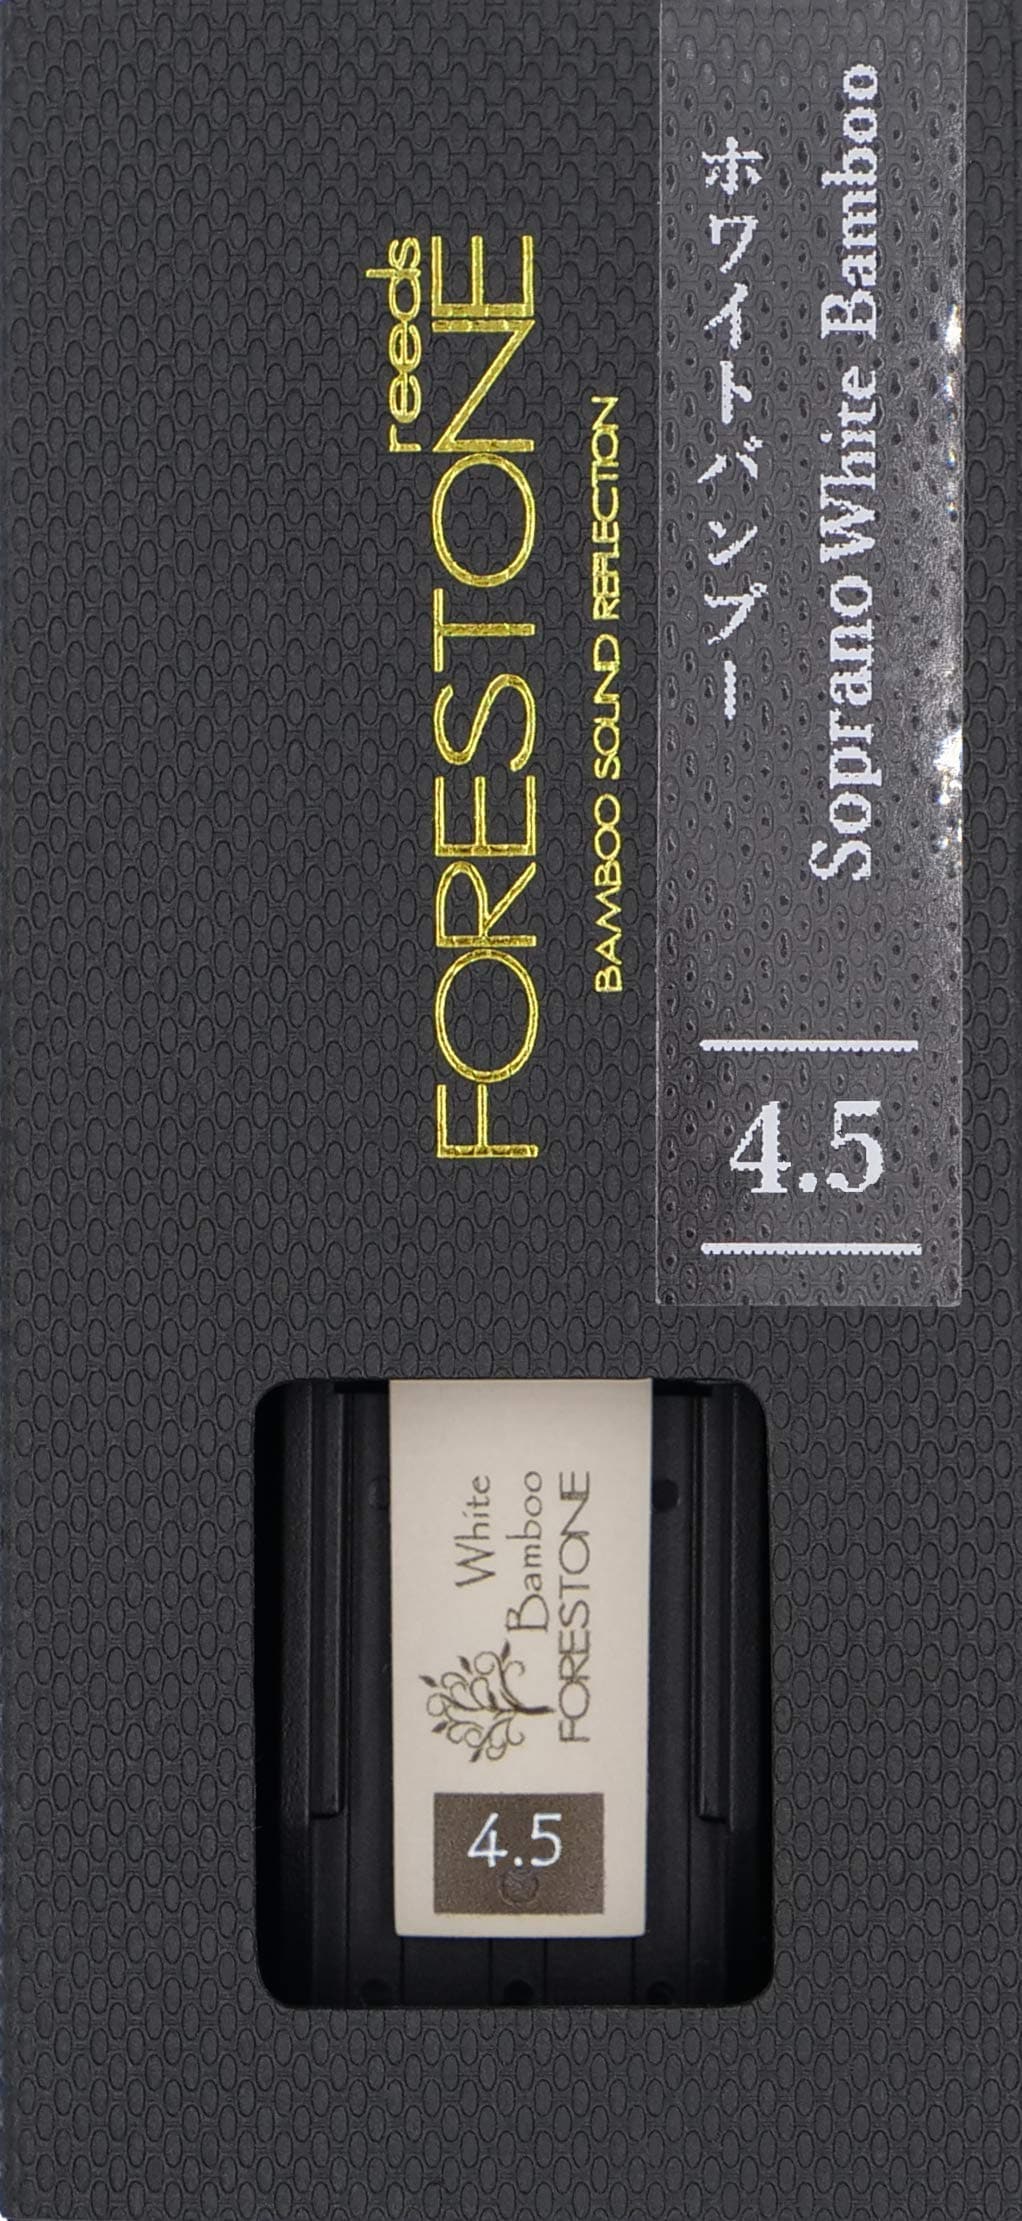 reeds
FORESTONE
BAMBOO SOUND REFLECTION
ホワイトバンブー
Soprano White Bamboo
4.5
White
Bamboo
FORESTONE
4.5